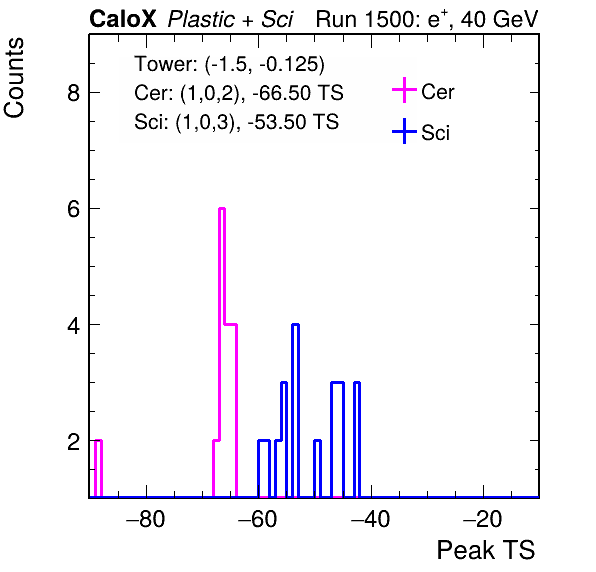 CaloX Plastic + Sci Run 1500: e⁺, 40 GeV
Counts
Tower: (-1.5, -0.125)
Cer: (1,0,2), -66.50 TS
Sci: (1,0,3), -53.50 TS
Cer
Sci
8
6
4
2
−80 −60 −40 −20
Peak TS